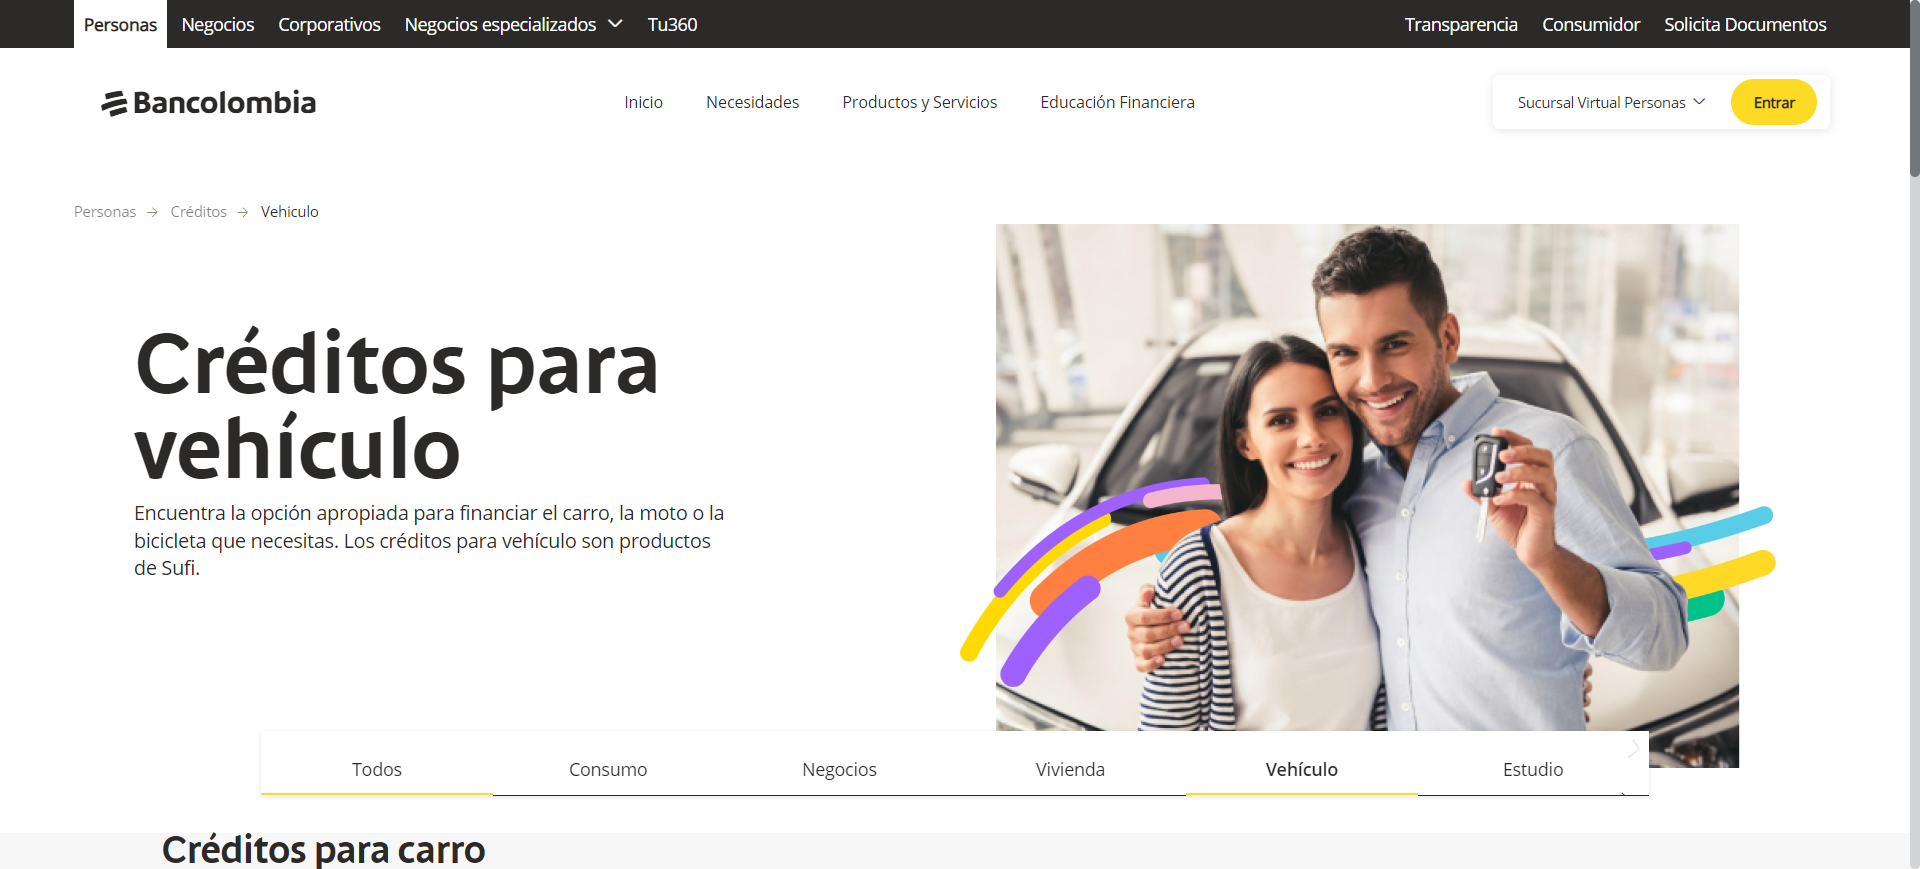 Personas Negocios Corporativos Negocios especializados Tu360 Transparencia Consumidor Solicita Documentos
Bancolombia Inicio Necesidades Productos y Servicios Educación Financiera Sucursal Virtual Personas Entrar
Personas → Créditos → Vehiculo
Créditos para
vehículo
Encuentra la opción apropiada para financiar el carro, la moto o la
bicicleta que necesitas. Los créditos para vehículo son productos
de Sufi.
Todos Consumo Negocios Vivienda Vehículo Estudio
Créditos para carro